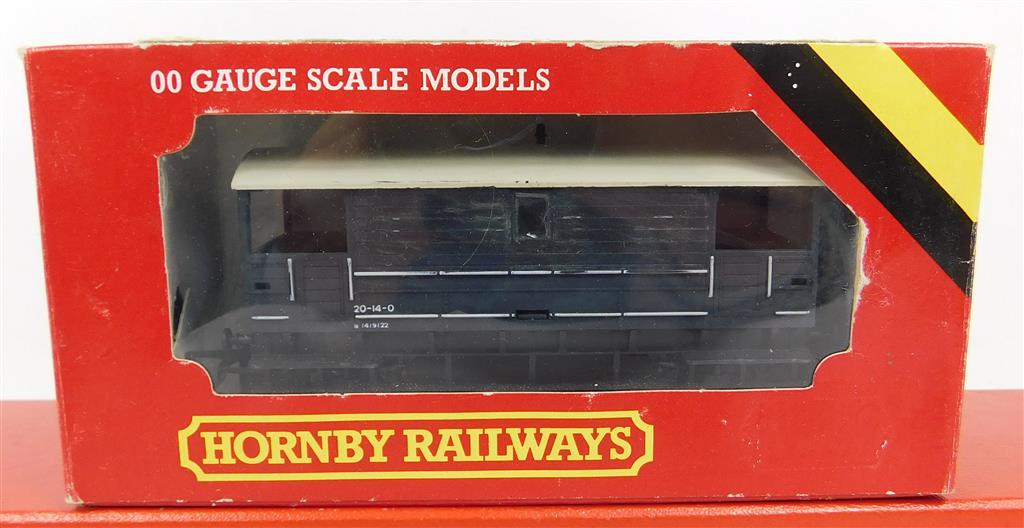 00 GAUGE SCALE MODELS
20-14-0
HORNBY RAILWAYS